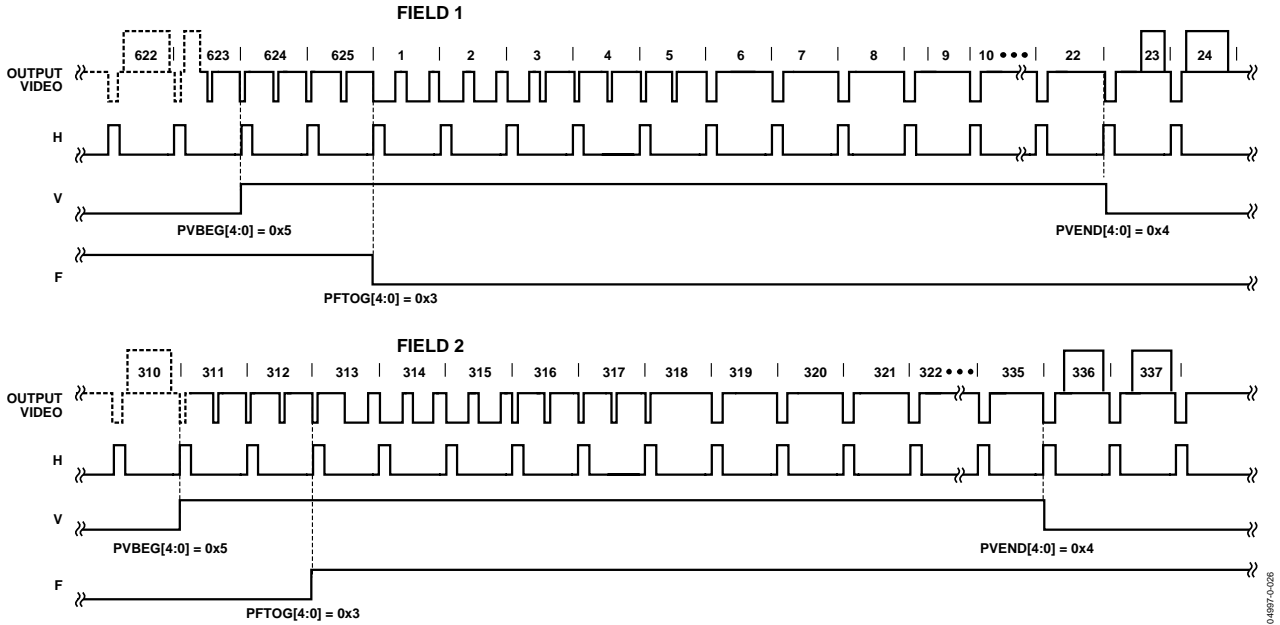 FIELD 1
622 623 624 625 1 2 3 4 5 6 7 8 9 10 ••• 22 23 24
OUTPUT
VIDEO
H
V
PVBEG[4:0] = 0x5 PVEND[4:0] = 0x4
F
PFTOG[4:0] = 0x3
FIELD 2
310 311 312 313 314 315 316 317 318 319 320 321 322 ••• 335 336 337
OUTPUT
VIDEO
H
V
PVBEG[4:0] = 0x5 PVEND[4:0] = 0x4
F
PFTOG[4:0] = 0x3
04997-0-026